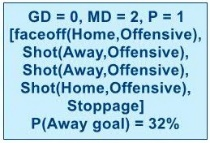 GD = 0, MD = 2, P = 1
[faceoff(Home,Offensive),
Shot(Away,Offensive),
Shot(Away,Offensive),
Shot(Home,Offensive),
Stoppage]
P(Away goal) = 32%